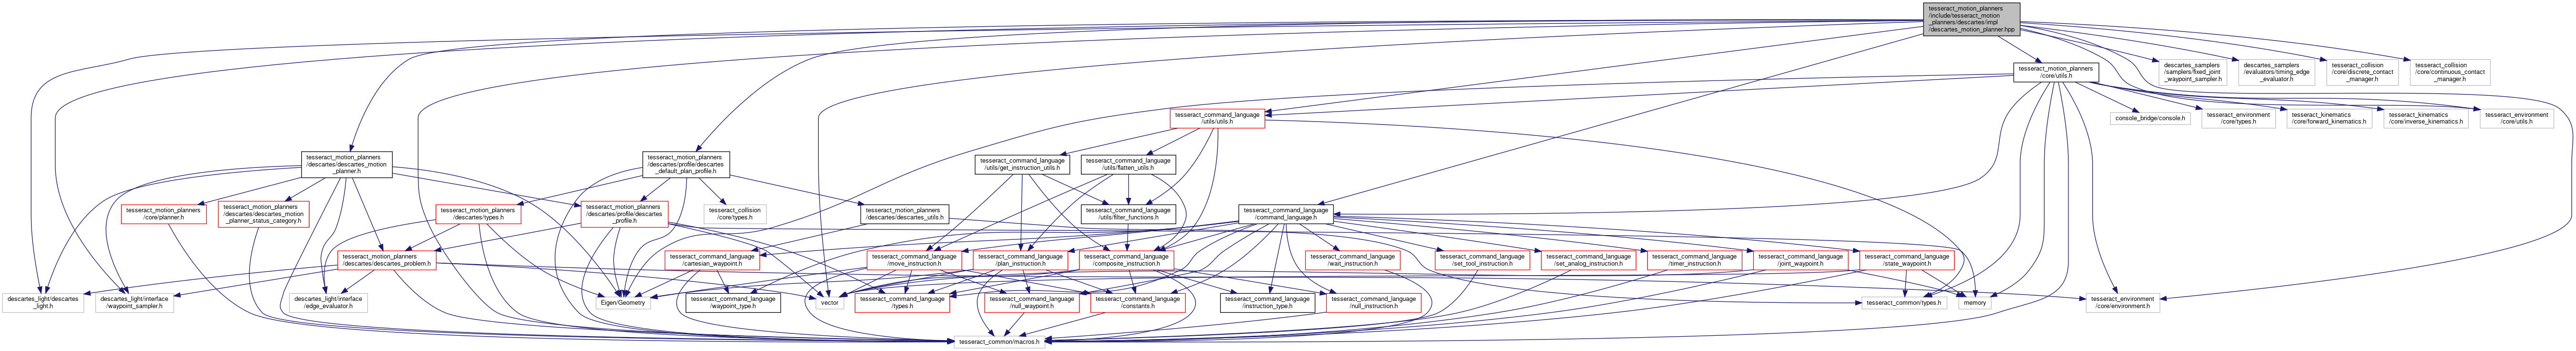 tesseract_motion_planners
/include/tesseract_motion
_planners/descartes/impl
/descartes_motion_planner.hpp
tesseract_motion_planners
/core/utils.h
descartes_samplers
/samplers/fixed_joint
_waypoint_sampler.h
descartes_samplers
/evaluators/timing_edge
_evaluator.h
tesseract_collision
/core/discrete_contact
_manager.h
tesseract_collision
/core/continuous_contact
_manager.h
tesseract_command_language
/utils/utils.h
console_bridge/console.h
tesseract_environment
/core/types.h
tesseract_kinematics
/core/forward_kinematics.h
tesseract_kinematics
/core/inverse_kinematics.h
tesseract_environment
/core/utils.h
tesseract_motion_planners
/descartes/descartes_motion
_planner.h
tesseract_motion_planners
/descartes/profile/descartes
_default_plan_profile.h
tesseract_command_language
/utils/get_instruction_utils.h
tesseract_command_language
/utils/flatten_utils.h
tesseract_motion_planners
/core/planner.h
tesseract_motion_planners
/descartes/descartes_motion
_planner_status_category.h
tesseract_motion_planners
/descartes/types.h
tesseract_motion_planners
/descartes/profile/descartes
_profile.h
tesseract_collision
/core/types.h
tesseract_motion_planners
/descartes/descartes_utils.h
tesseract_command_language
/utils/filter_functions.h
tesseract_command_language
/command_language.h
tesseract_motion_planners
/descartes/descartes_problem.h
tesseract_command_language
/cartesian_waypoint.h
tesseract_command_language
/move_instruction.h
tesseract_command_language
/plan_instruction.h
tesseract_command_language
/composite_instruction.h
tesseract_command_language
/wait_instruction.h
tesseract_command_language
/set_tool_instruction.h
tesseract_command_language
/set_analog_instruction.h
tesseract_command_language
/timer_instruction.h
tesseract_command_language
/joint_waypoint.h
tesseract_command_language
/state_waypoint.h
descartes_light/descartes
_light.h
descartes_light/interface
/waypoint_sampler.h
descartes_light/interface
/edge_evaluator.h
Eigen/Geometry
tesseract_command_language
/waypoint_type.h
vector
tesseract_command_language
/types.h
tesseract_command_language
/null_waypoint.h
tesseract_command_language
/constants.h
tesseract_command_language
/instruction_type.h
tesseract_command_language
/null_instruction.h
tesseract_common/types.h
memory
tesseract_environment
/core/environment.h
tesseract_common/macros.h